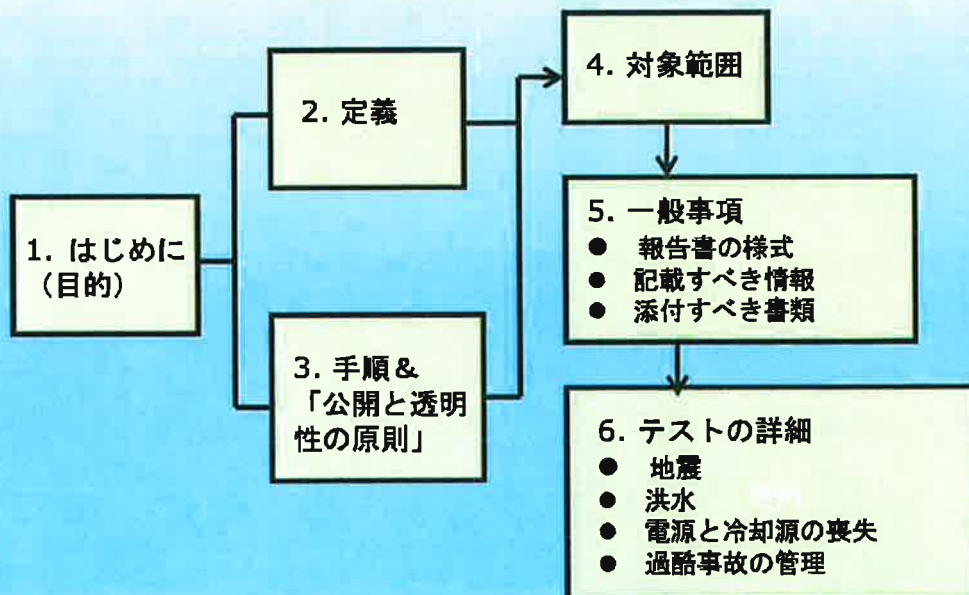 1. はじめに
（目的）
2. 定義
3. 手順＆
「公開と透明
性の原則」
4. 対象範囲
5. 一般事項
● 報告書の様式
● 記載すべき情報
● 添付すべき書類
6. テストの詳細
● 地震
● 洪水
● 電源と冷却源の喪失
● 過酷事故の管理